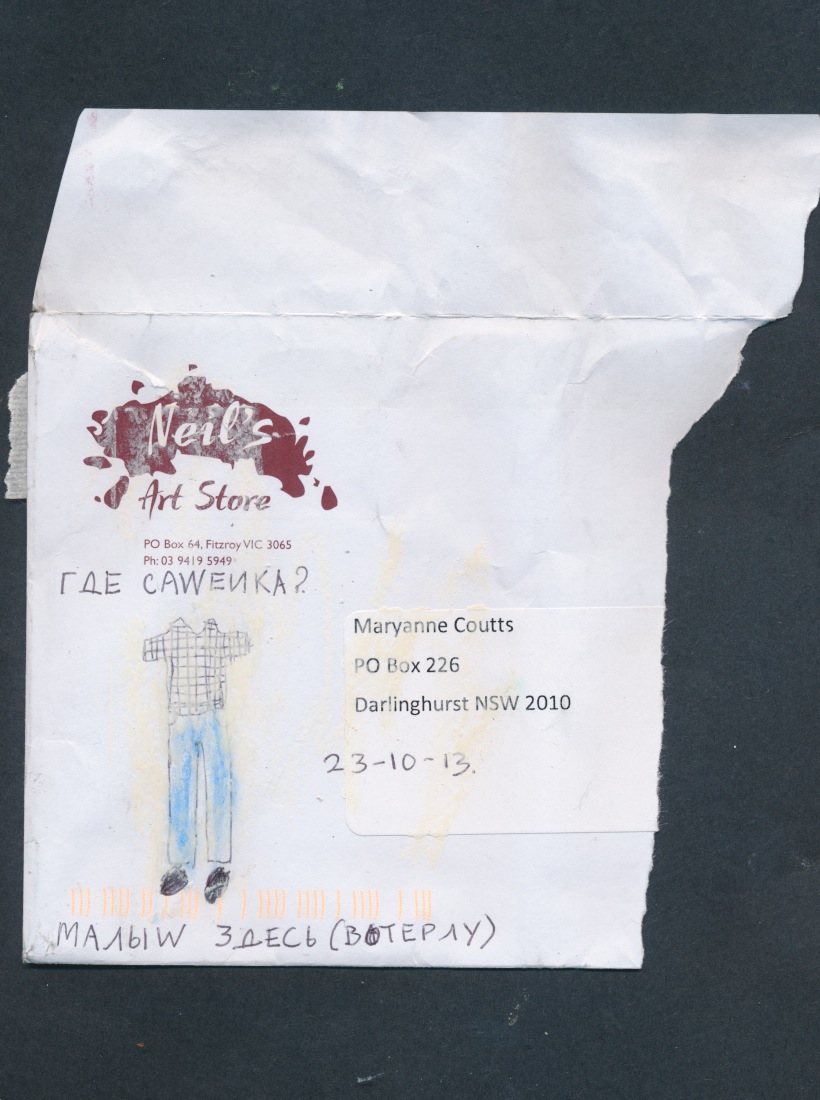 Neil's
Art Store
PO Box 64, Fitzroy VIC 3065
Ph: 03 9419 5949
ГДЕ САШЕНКА?
Maryanne Coutts
PO Box 226
Darlinghurst NSW 2010
23-10-13.
МАЛЫШ ЗДЕСЬ (ВОТЕРЛУ)